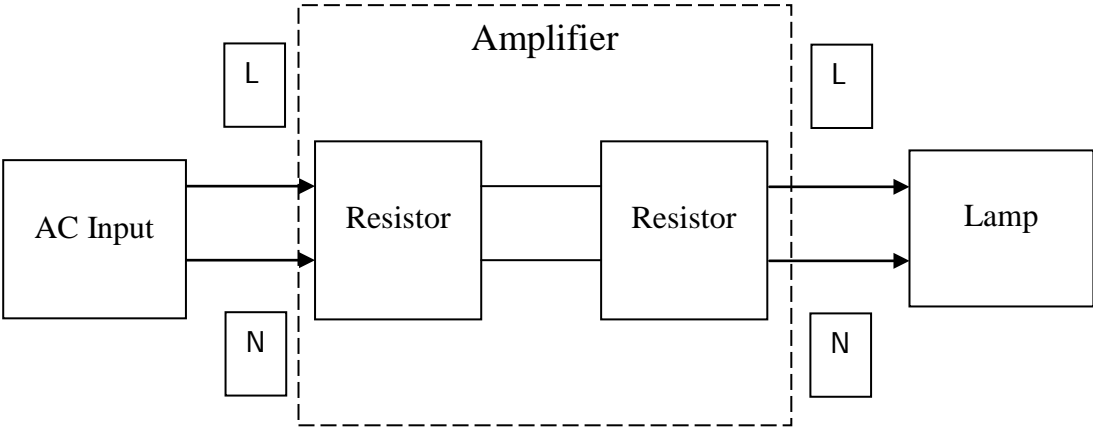 Amplifier
L
L
AC Input
Resistor
Resistor
Lamp
N
N